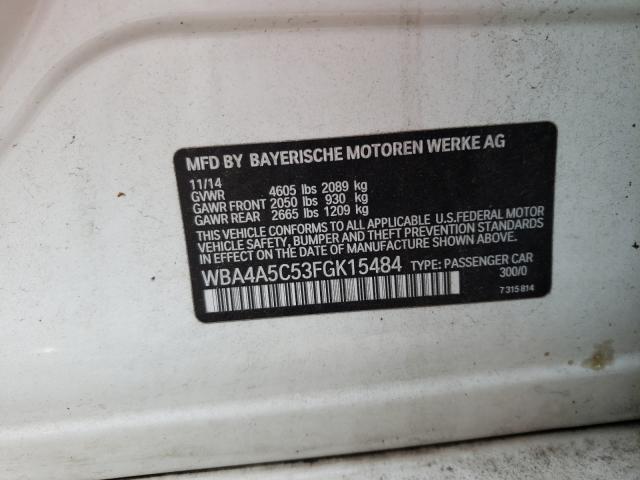 MFD BY BAYERISCHE MOTOREN WERKE AG
11/14
GVWR 4605 lbs 2089 kg
GAWR FRONT 2050 lbs 930 kg
GAWR REAR 2665 lbs 1209 kg
THIS VEHICLE CONFORMS TO ALL APPLICABLE U.S.FEDERAL MOTOR
VEHICLE SAFETY, BUMPER AND THEFT PREVENTION STANDARDS
IN EFFECT ON THE DATE OF MANUFACTURE SHOWN ABOVE.
WBA4A5C53FGK15484 TYPE: PASSENGER CAR
300/0
7 315 814